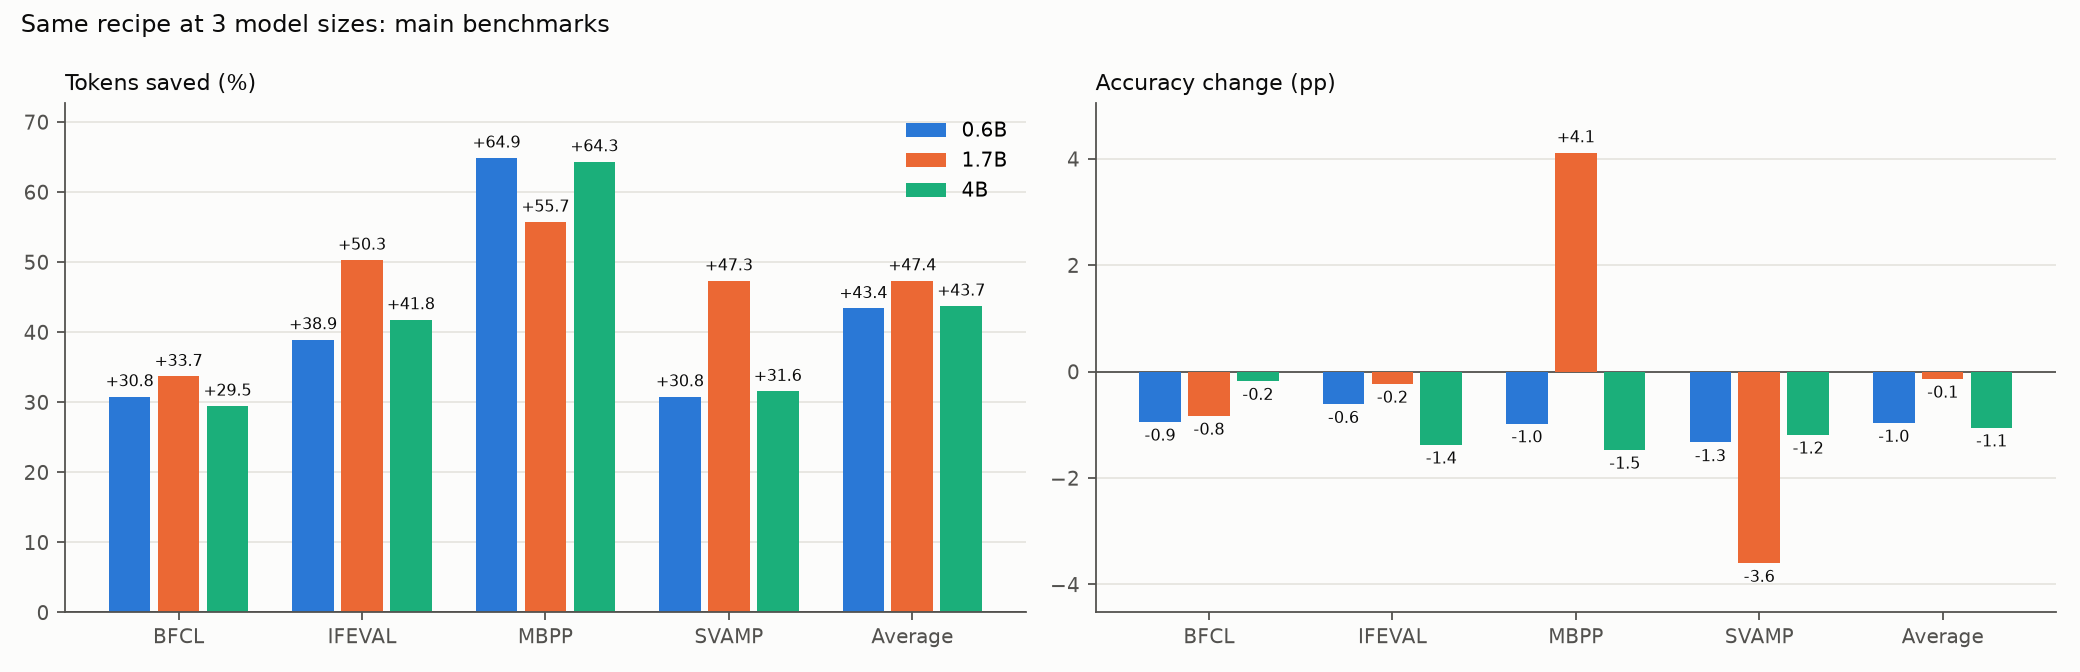 Same recipe at 3 model sizes: main benchmarks
Tokens saved (%)
70
60
50
40
30
20
10
0
+30.8
+33.7
+29.5
+38.9
+50.3
+41.8
+64.9
+55.7
+64.3
+30.8
+47.3
+31.6
+43.4
+47.4
+43.7
0.6B
1.7B
4B
BFCL
IFEVAL
MBPP
SVAMP
Average
Accuracy change (pp)
4
2
0
−2
−4
-0.9
-0.8
-0.2
-0.6
-0.2
-1.4
-1.0
+4.1
-1.5
-1.3
-3.6
-1.2
-1.0
-0.1
-1.1
BFCL
IFEVAL
MBPP
SVAMP
Average